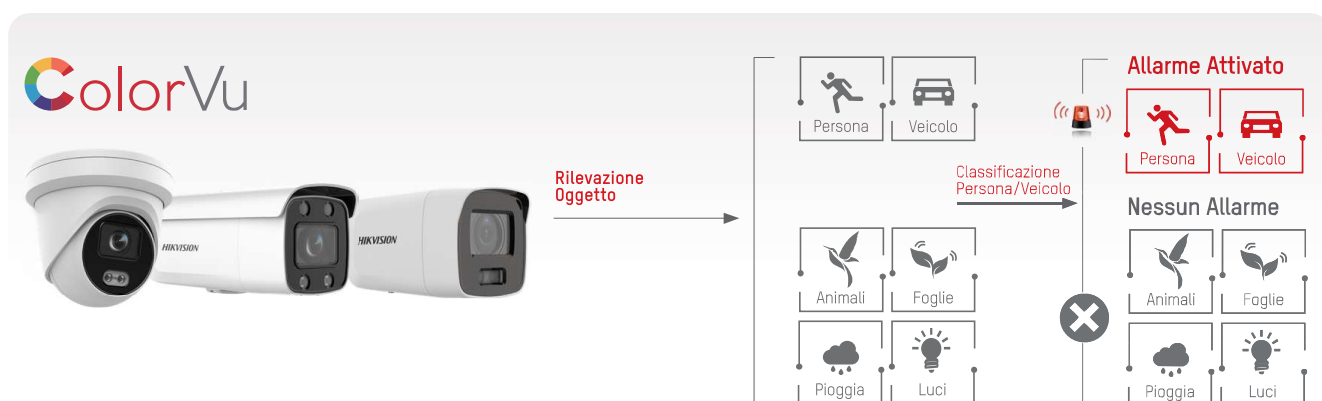 ColorVu
HIKVISION
HIKVISION
Rilevazione
Oggetto
Persona
Veicolo
Animali
Foglie
Pioggia
Luci
Classificazione
Persona/Veicolo
Allarme Attivato
Persona
Veicolo
Nessun Allarme
Animali
Foglie
Pioggia
Luci